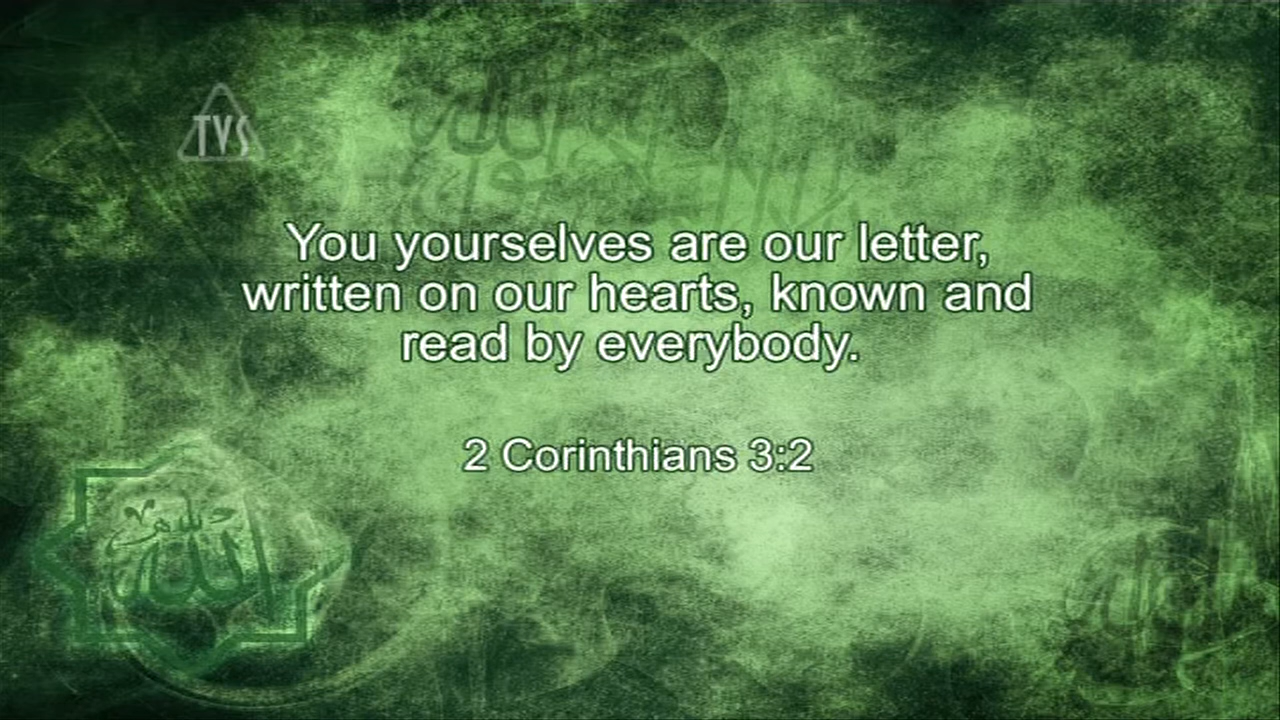 TVS
You yourselves are our letter,
written on our hearts, known and
read by everybody.
2 Corinthians 3:2
الله